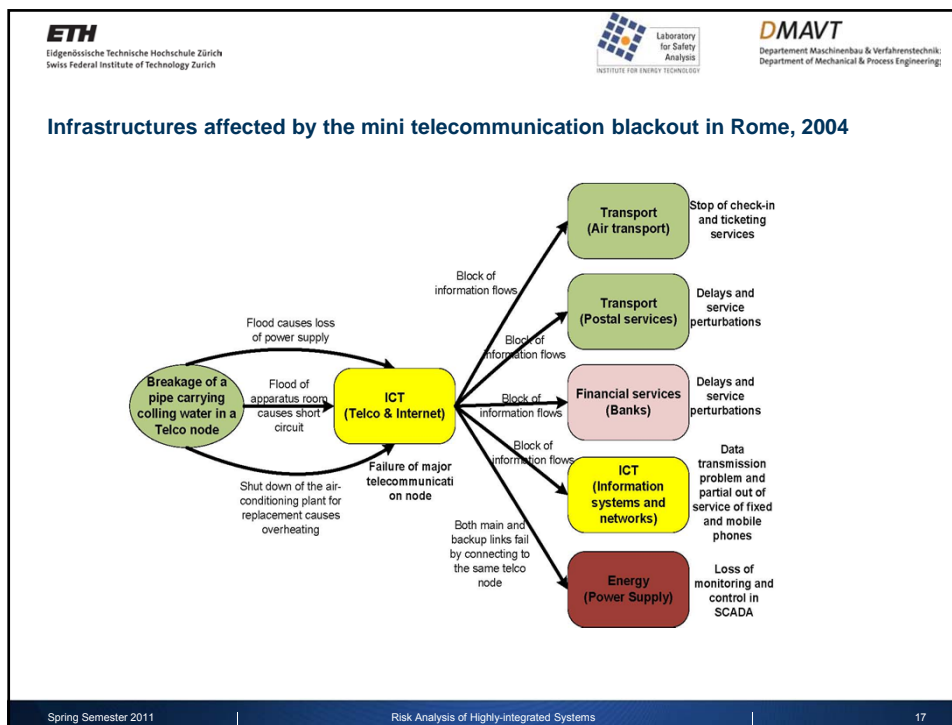 ETH
Eidgenössische Technische Hochschule Zürich
Swiss Federal Institute of Technology Zurich
Laboratory
for Safety
Analysis
INSTITUTE FOR ENERGY TECHNOLOGY
DMAVT
Departement Maschinenbau & Verfahrenstechnik
Department of Mechanical & Process Engineering
Infrastructures affected by the mini telecommunication blackout in Rome, 2004
Breakage of a
pipe carrying
colling water in a
Telco node
Flood causes loss
of power supply
Flood of
apparatus room
causes short
circuit
Shut down of the air-
conditioning plant for
replacement causes
overheating
ICT
(Telco & Internet)
Failure of major
telecommunicati
on node
Block of
information flows
Transport
(Air transport)
Stop of check-in
and ticketing
services
Block of
information flows
Transport
(Postal services)
Delays and
service
perturbations
Block of
information flows
Financial services
(Banks)
Delays and
service
perturbations
Block of
information flows
ICT
(Information
systems and
networks)
Data
transmission
problem and
partial out of
service of fixed
and mobile
phones
Both main and
backup links fail
by connecting to
the same telco
node
Energy
(Power Supply)
Loss of
monitoring and
control in
SCADA
Spring Semester 2011
Risk Analysis of Highly-integrated Systems
17